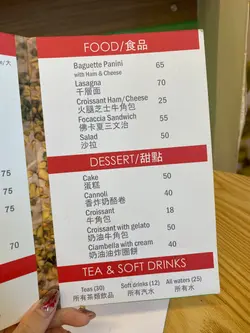 FOOD/食品
Baguette Panini 65
with Ham & Cheese
Lasagna 70
千層面
Croissant Ham/Cheese 25
火腿芝士牛角包
Focaccia Sandwich 55
佛卡夏三文治
Salad 50
沙拉
DESSERT/甜點
Cake 50
蛋糕
Cannoli 40
香炸奶酪卷
Croissant 18
牛角包
Croissant with gelato 50
奶油牛角包
Ciambella with cream 40
奶油油炸圈餅
TEA & SOFT DRINKS
Teas (30) Soft drinks (12) All waters (25)
所有茶類飲品 所有汽水 所有水
75
70
75
75